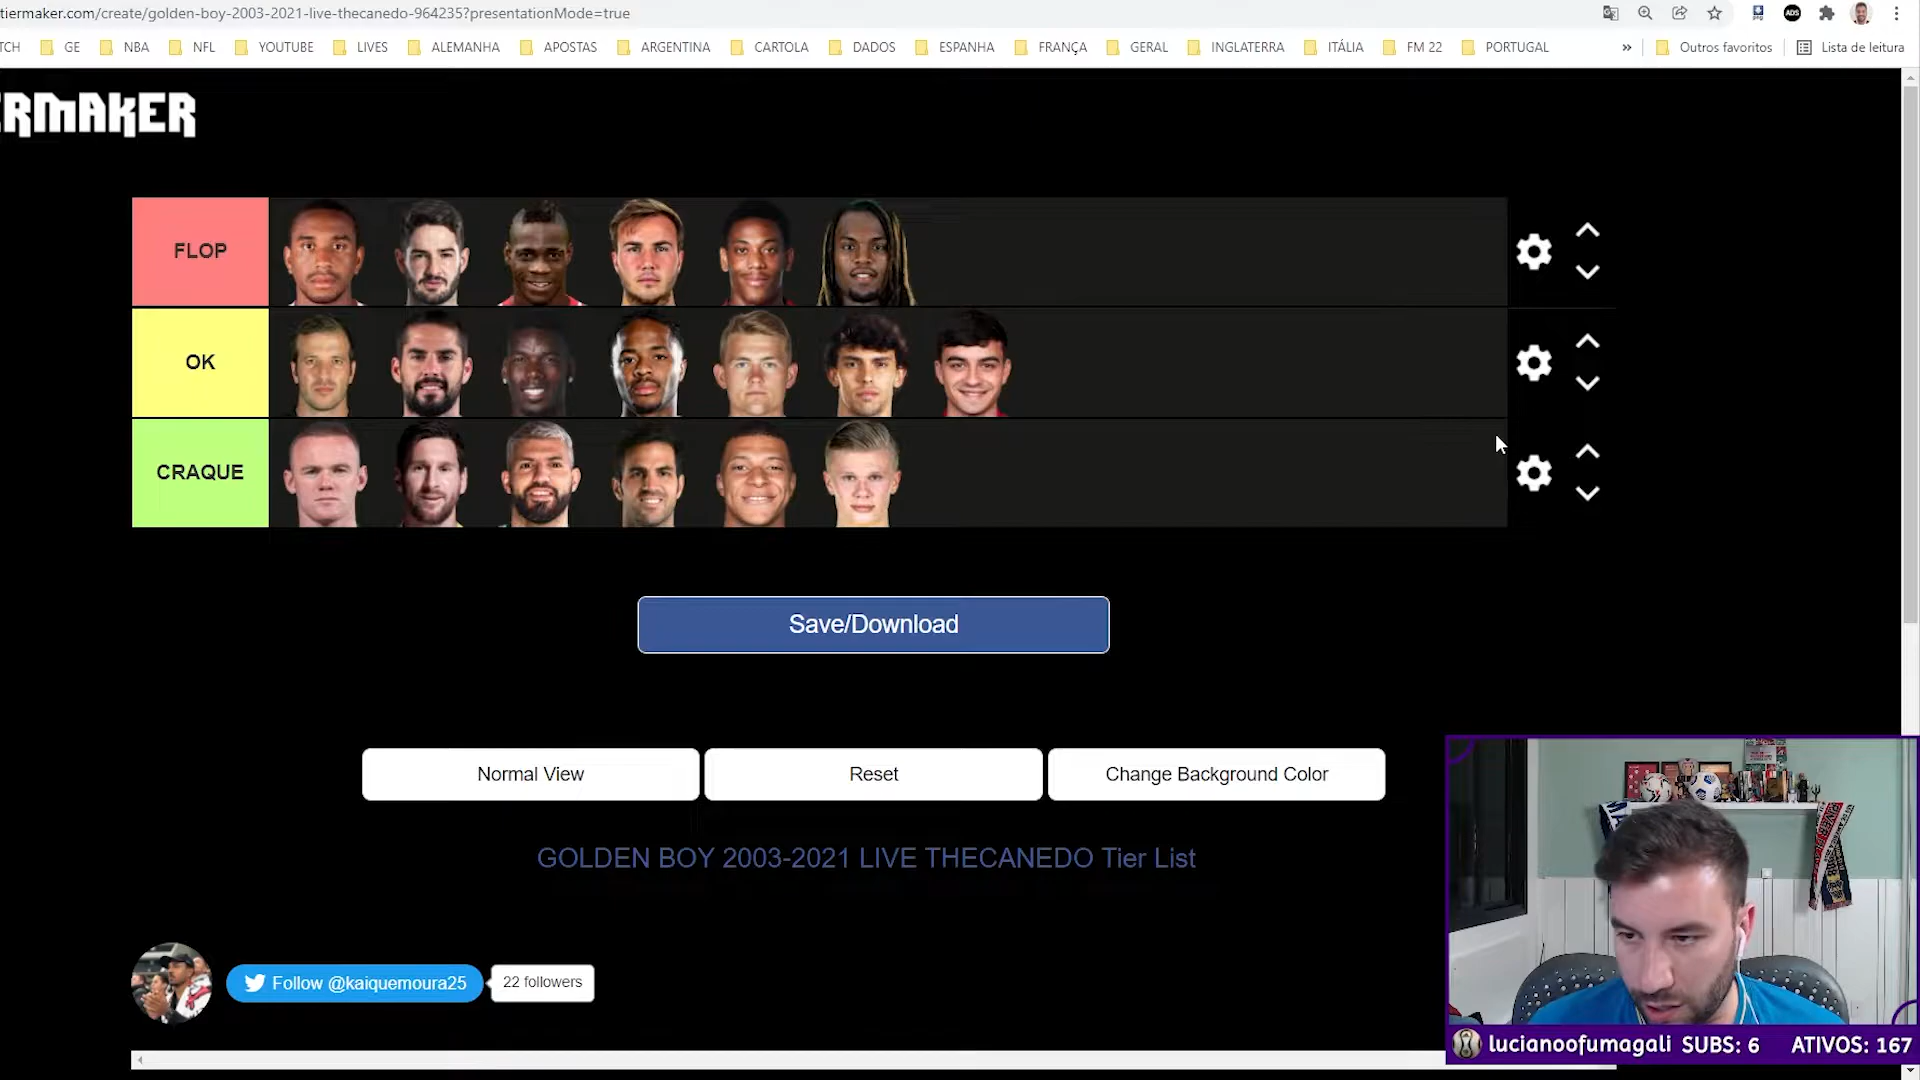 tiermaker.com/create/golden-boy-2003-2021-live-thecanedo-964235?presentationMode=true
TCH GE NBA NFL YOUTUBE LIVES ALEMANHA APOSTAS ARGENTINA CARTOLA DADOS ESPANHA FRANÇA GERAL INGLATERRA ITÁLIA FM 22 PORTUGAL » Outros favoritos Lista de leitura
ERMAKER
FLOP
OK
CRAQUE
Save/Download
Normal View
Reset
Change Background Color
GOLDEN BOY 2003-2021 LIVE THECANEDO Tier List
Follow @kaiquemoura25
22 followers
lucianoofumagali SUBS: 6 ATIVOS: 167